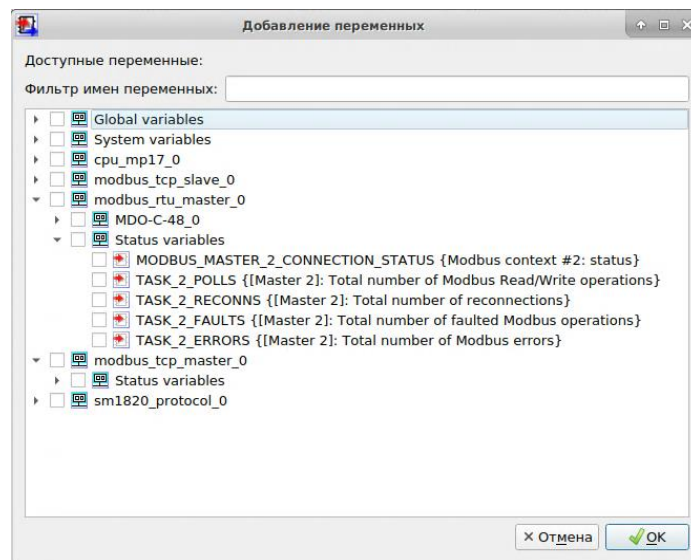 Добавление переменных
Доступные переменные:
Фильтр имен переменных:
Global variables
System variables
cpu_mp17_0
modbus_tcp_slave_0
modbus_rtu_master_0
MDO-C-48_0
Status variables
MODBUS_MASTER_2_CONNECTION_STATUS {Modbus context #2: status}
TASK_2_POLLS {[Master 2]: Total number of Modbus Read/Write operations}
TASK_2_RECONNS {[Master 2]: Total number of reconnections}
TASK_2_FAULTS {[Master 2]: Total number of faulted Modbus operations}
TASK_2_ERRORS {[Master 2]: Total number of Modbus errors}
modbus_tcp_master_0
Status variables
sm1820_protocol_0
Отмена OK